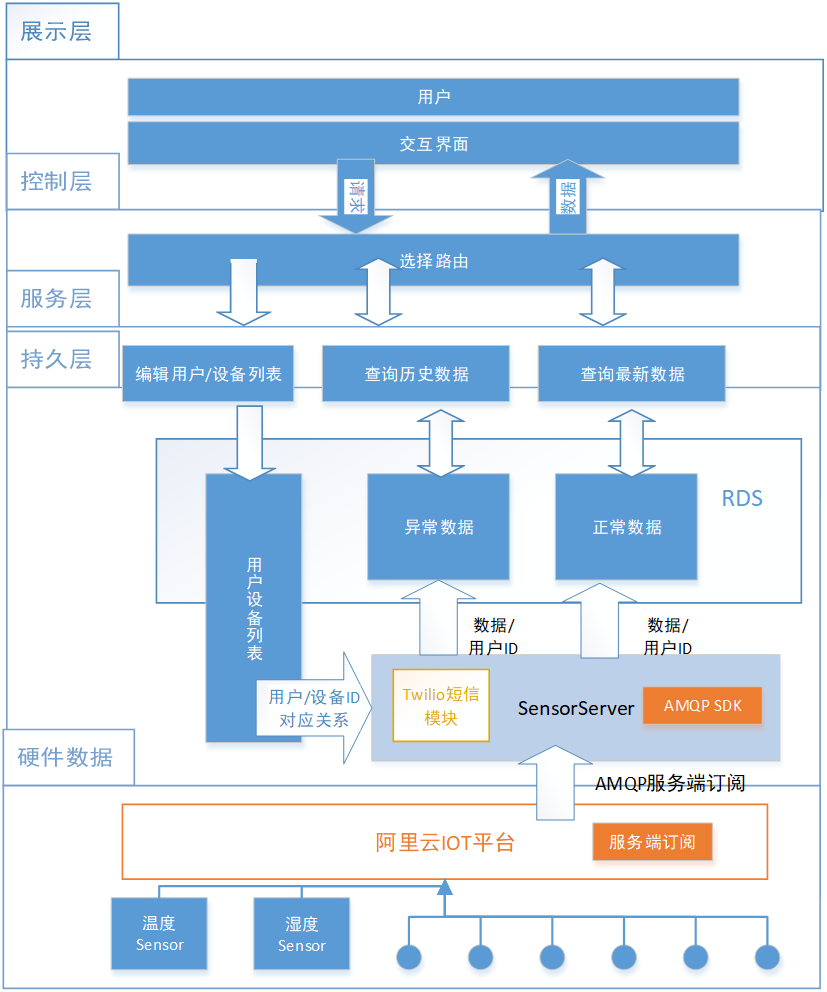 展示层
用户
交互界面
控制层
请求
数据
选择路由
服务层
持久层
编辑用户/设备列表
查询历史数据
查询最新数据
RDS
用户设备列表
异常数据
正常数据
数据/
用户ID
数据/
用户ID
用户/设备ID
对应关系
Twilio短信
模块
SensorServer
AMQP SDK
硬件数据
AMQP服务端订阅
阿里云IOT平台
服务端订阅
温度
Sensor
湿度
Sensor